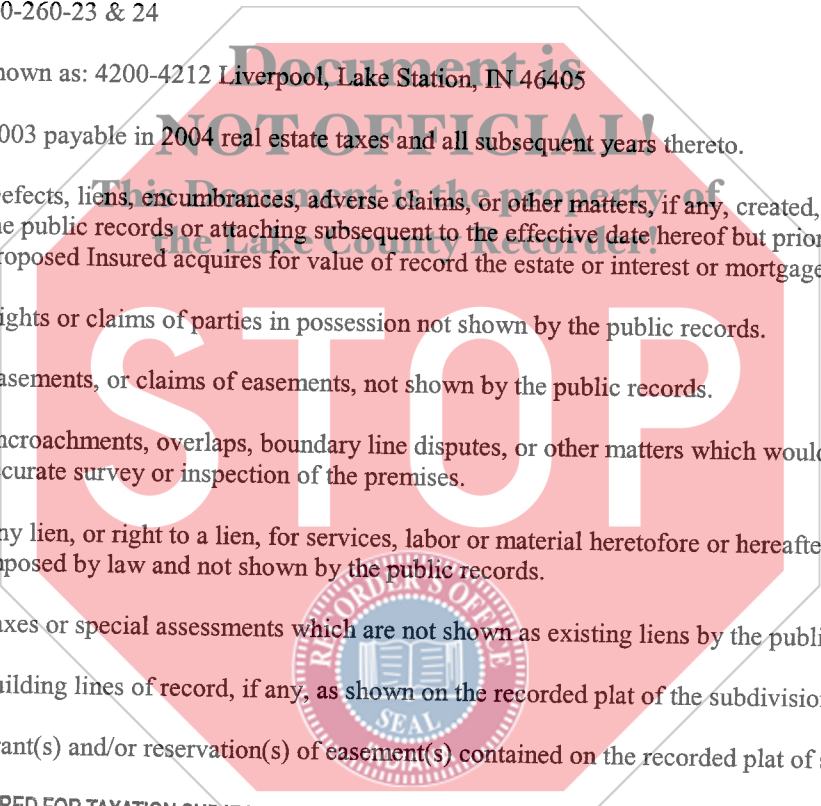 0-260-23 & 24
Document is
nown as: 4200-4212 Liverpool, Lake Station, IN 46405
NOT OFFICIAL!
003 payable in 2004 real estate taxes and all subsequent years thereto.
This Document is the property of
efects, liens, encumbrances, adverse claims, or other matters, if any, created,
the Lake County Recorder!
e public records or attaching subsequent to the effective date hereof but prior
roposed Insured acquires for value of record the estate or interest or mortgage
STOP
ights or claims of parties in possession not shown by the public records.
asements, or claims of easements, not shown by the public records.
ncroachments, overlaps, boundary line disputes, or other matters which would
curate survey or inspection of the premises.
ny lien, or right to a lien, for services, labor or material heretofore or hereafte
nposed by law and not shown by the public records.
RECORDER'S OFFICE
axes or special assessments which are not shown as existing liens by the publi
uilding lines of record, if any, as shown on the recorded plat of the subdivision
SEAL
INDIANA
rant(s) and/or reservation(s) of easement(s) contained on the recorded plat of s